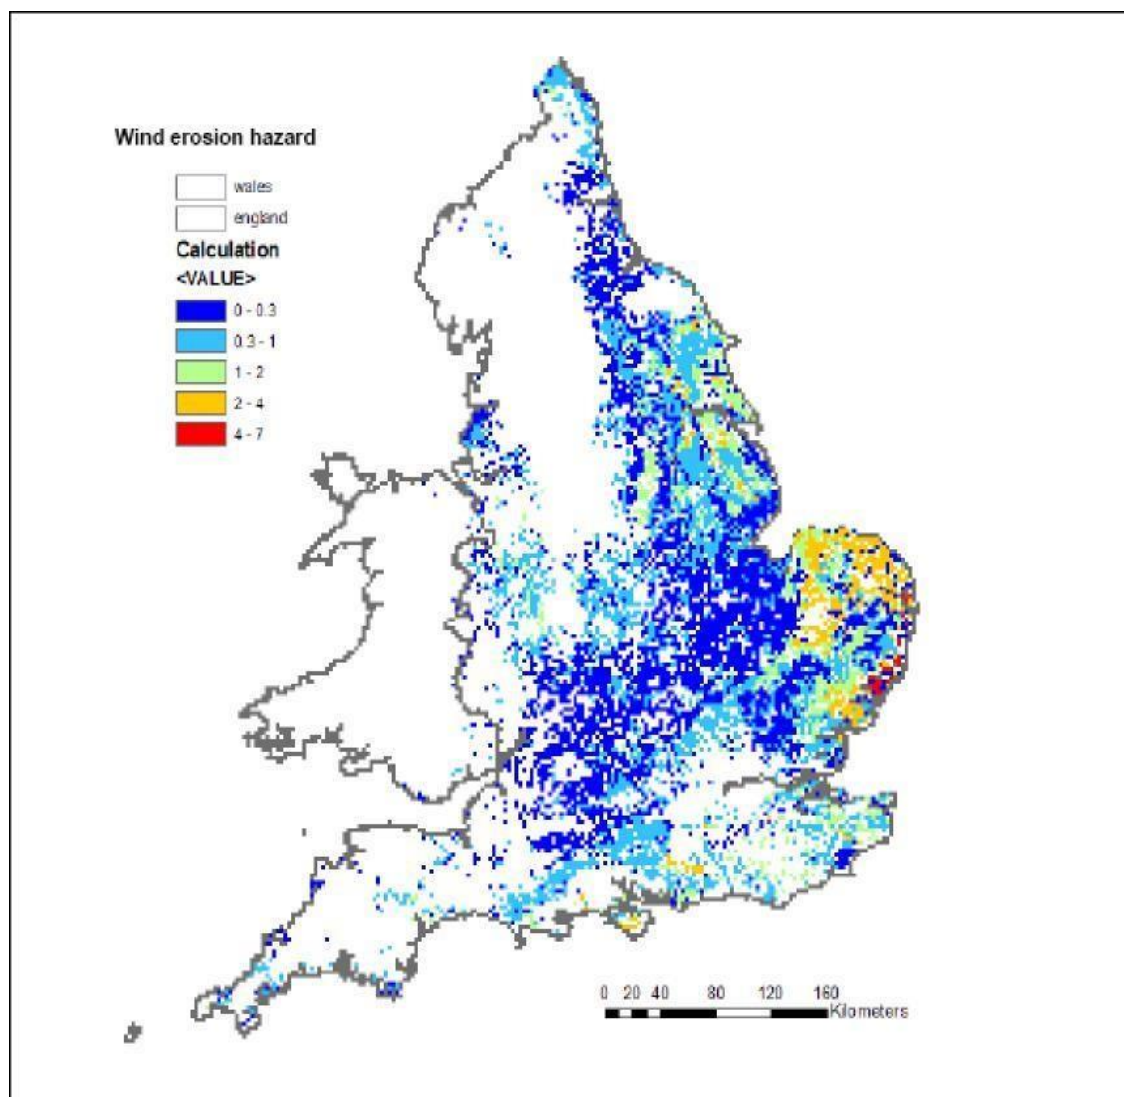 Wind erosion hazard
wales
england
Calculation
<VALUE>
0 - 0.3
0.3 - 1
1 - 2
2 - 4
4 - 7
0 20 40 80 120 160
Kilometers